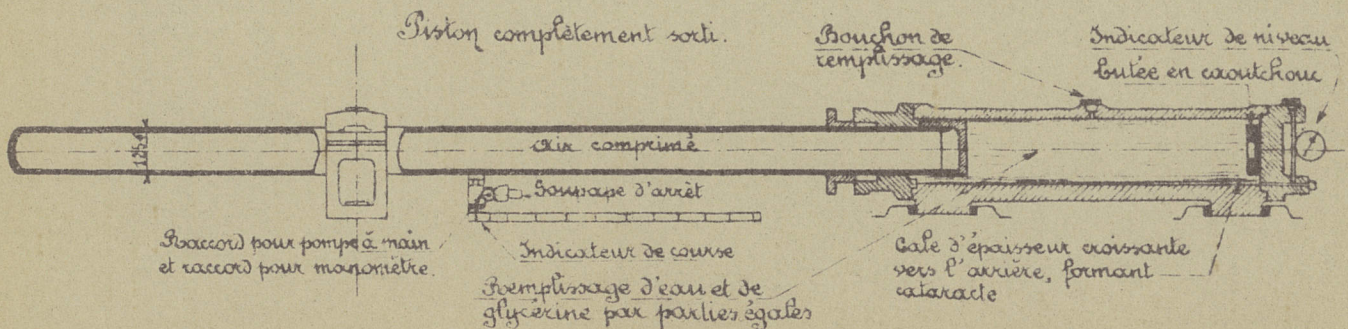 Piston complètement sorti.
Bouchon de
remplissage.
Indicateur de niveau
butée en caoutchouc
125
Air comprimé
Soupape d'arrêt
Raccord pour pompe à main
et raccord pour manomètre.
Indicateur de course
Remplissage d'eau et de
glycérine par parties égales
Cale d'épaisseur croissante
vers l'arrière, formant
cataracte